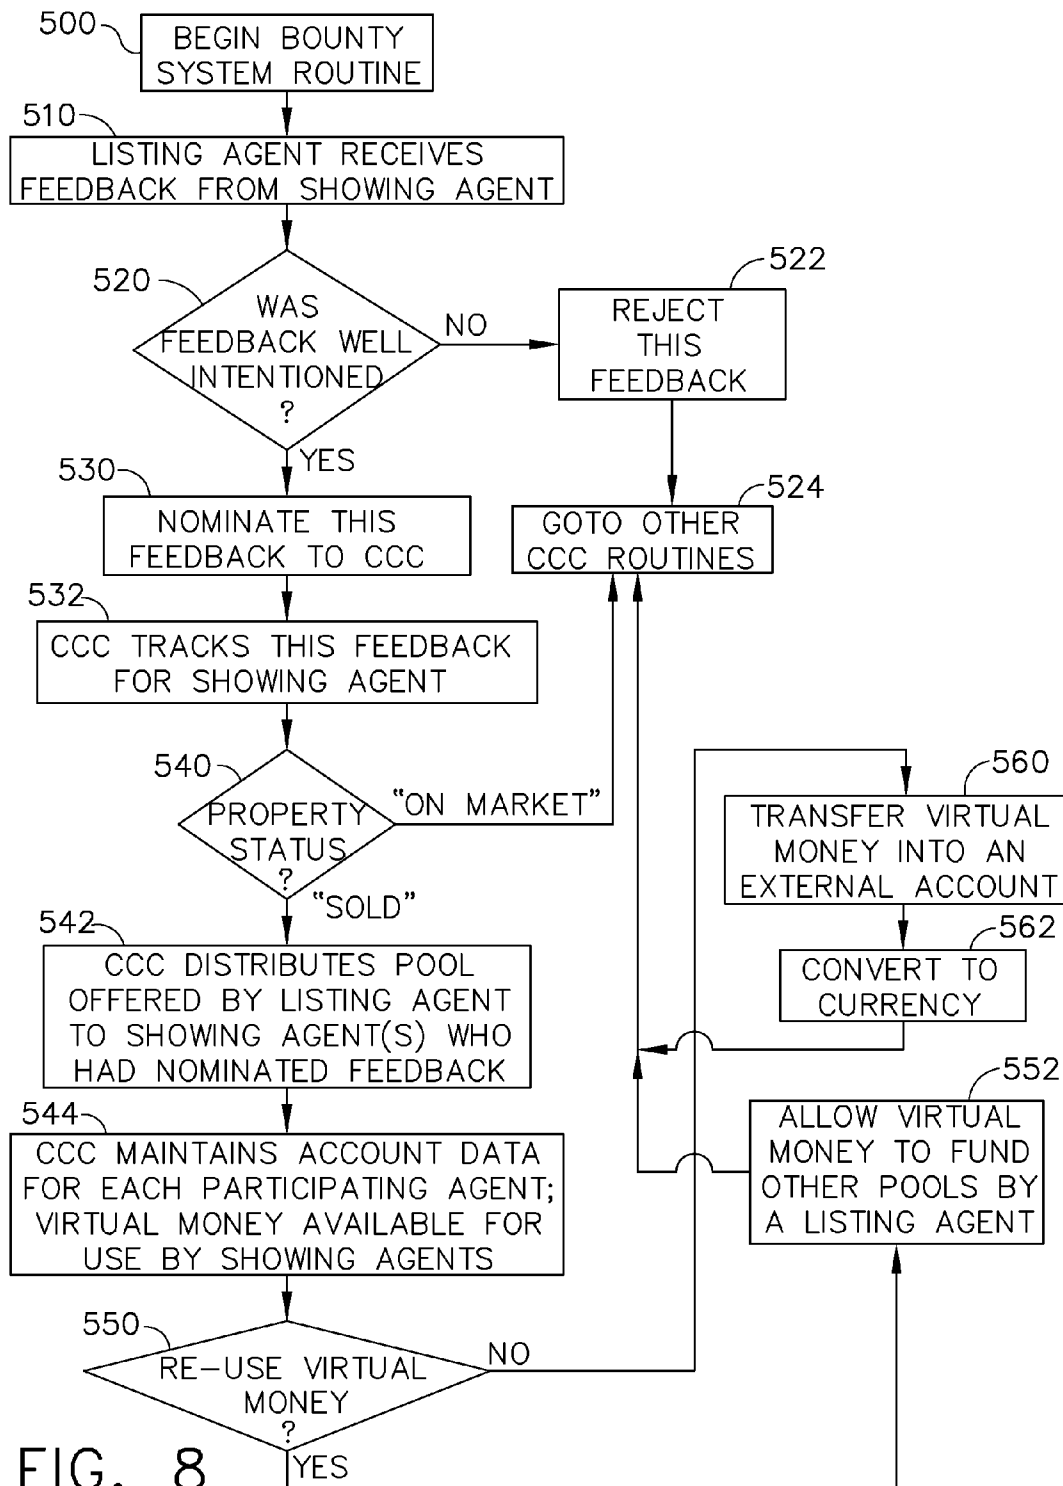 500
BEGIN BOUNTY
SYSTEM ROUTINE
510
LISTING AGENT RECEIVES
FEEDBACK FROM SHOWING AGENT
520
WAS
FEEDBACK WELL
INTENTIONED
?
NO
YES
522
REJECT
THIS
FEEDBACK
524
GOTO OTHER
CCC ROUTINES
530
NOMINATE THIS
FEEDBACK TO CCC
532
CCC TRACKS THIS FEEDBACK
FOR SHOWING AGENT
540
PROPERTY
STATUS
?
"ON MARKET"
"SOLD"
542
CCC DISTRIBUTES POOL
OFFERED BY LISTING AGENT
TO SHOWING AGENT(S) WHO
HAD NOMINATED FEEDBACK
544
CCC MAINTAINS ACCOUNT DATA
FOR EACH PARTICIPATING AGENT;
VIRTUAL MONEY AVAILABLE FOR
USE BY SHOWING AGENTS
550
RE-USE VIRTUAL
MONEY
?
NO
YES
560
TRANSFER VIRTUAL
MONEY INTO AN
EXTERNAL ACCOUNT
562
CONVERT TO
CURRENCY
552
ALLOW VIRTUAL
MONEY TO FUND
OTHER POOLS BY
A LISTING AGENT
FIG. 8